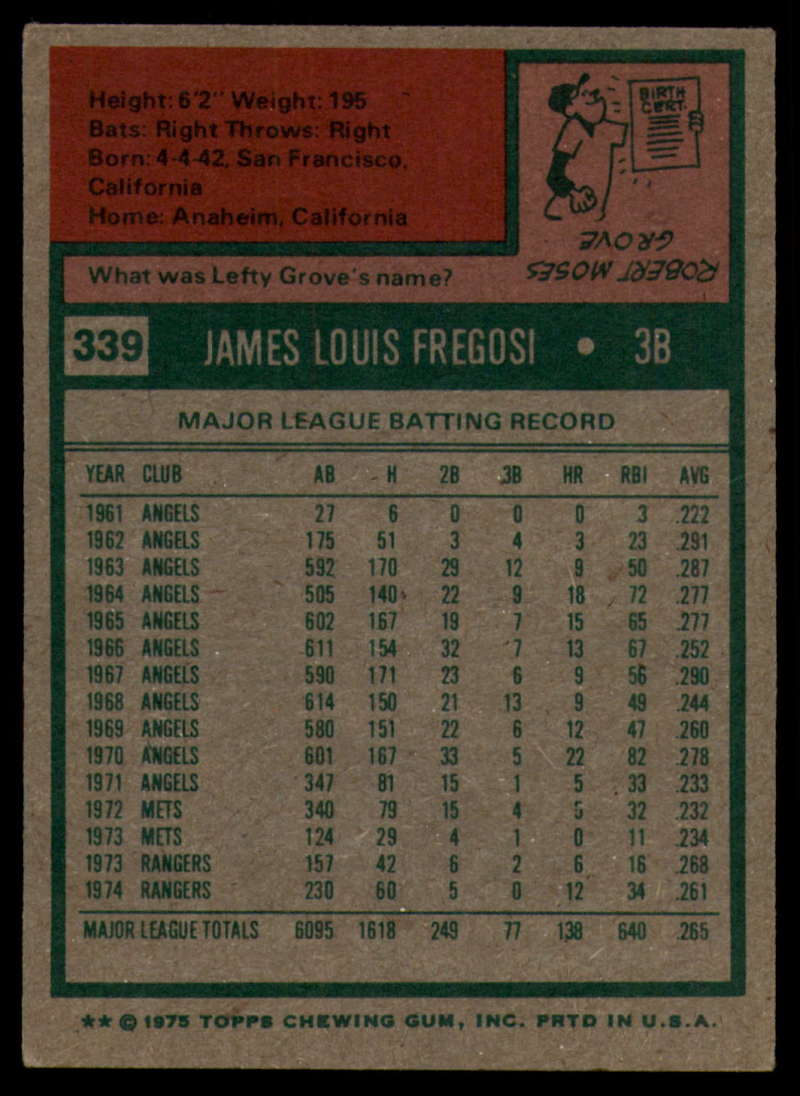 Height: 6'2" Weight: 195
Bats: Right Throws: Right
Born: 4-4-42, San Francisco,
California
Home: Anaheim, California
BIRTH
CERT.
What was Lefty Grove's name?
ROBERT MOSES
GROVE
339 JAMES LOUIS FREGOSI • 3B
MAJOR LEAGUE BATTING RECORD
YEAR CLUB AB H 2B 3B HR RBI AVG
1961 ANGELS 27 6 0 0 0 3 .222
1962 ANGELS 175 51 3 4 3 23 .291
1963 ANGELS 592 170 29 12 9 50 .287
1964 ANGELS 505 140 22 9 18 72 .277
1965 ANGELS 602 167 19 7 15 65 .277
1966 ANGELS 611 154 32 7 13 67 .252
1967 ANGELS 590 171 23 6 9 56 .290
1968 ANGELS 614 150 21 13 9 49 .244
1969 ANGELS 580 151 22 6 12 47 .260
1970 ANGELS 601 167 33 5 22 82 .278
1971 ANGELS 347 81 15 1 5 33 .233
1972 METS 340 79 15 4 5 32 .232
1973 METS 124 29 4 1 0 11 .234
1973 RANGERS 157 42 6 2 6 16 .268
1974 RANGERS 230 60 5 0 12 34 .261
MAJOR LEAGUE TOTALS 6095 1618 249 77 138 640 .265
** © 1975 TOPPS CHEWING GUM, INC. PRTD IN U.S.A.